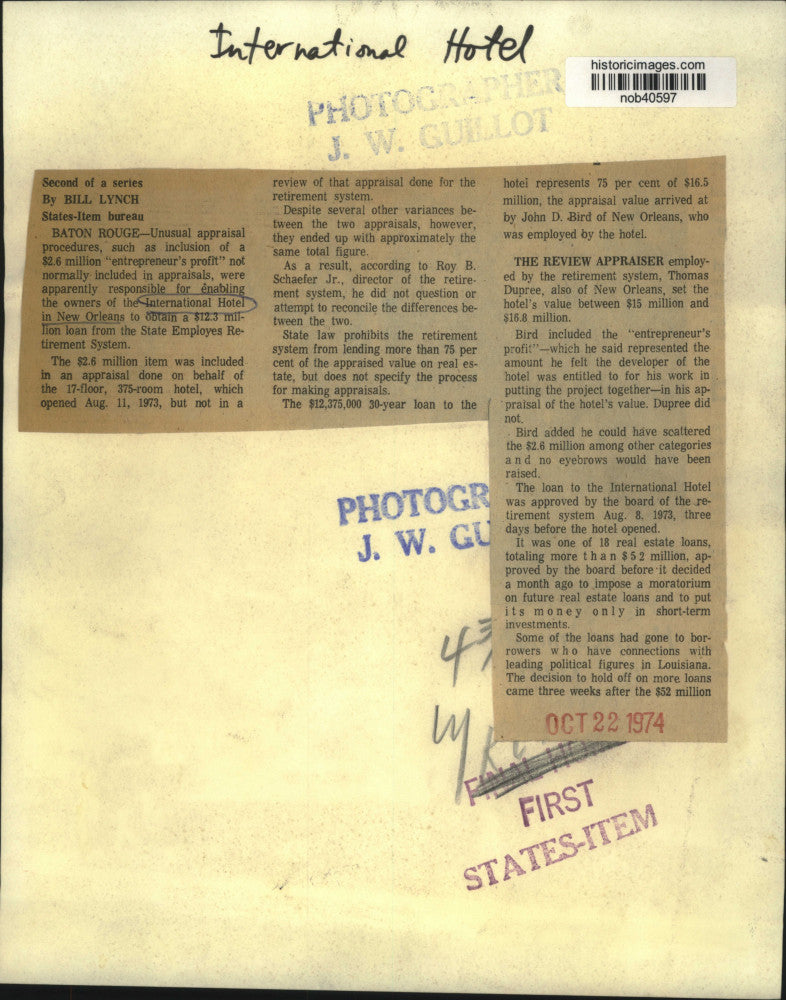 International Hotel
historicimages.com
nob40597
PHOTOGRAPHER
J. W. GUILLOT
Second of a series
By BILL LYNCH
States-Item bureau
BATON ROUGE—Unusual appraisal
procedures, such as inclusion of a
$2.6 million "entrepreneur's profit" not
normally included in appraisals, were
apparently responsible for enabling
the owners of the International Hotel
in New Orleans to obtain a $12.3 mil-
lion loan from the State Employes Re-
tirement System.
The $2.6 million item was included
in an appraisal done on behalf of
the 17-floor, 375-room hotel, which
opened Aug. 11, 1973, but not in a
review of that appraisal done for the
retirement system.
Despite several other variances be-
tween the two appraisals, however,
they ended up with approximately the
same total figure.
As a result, according to Roy B.
Schaefer Jr., director of the retire-
ment system, he did not question or
attempt to reconcile the differences be-
tween the two.
State law prohibits the retirement
system from lending more than 75 per
cent of the appraised value on real es-
tate, but does not specify the process
for making appraisals.
The $12,375,000 30-year loan to the
hotel represents 75 per cent of $16.5
million, the appraisal value arrived at
by John D. Bird of New Orleans, who
was employed by the hotel.
THE REVIEW APPRAISER employ-
ed by the retirement system, Thomas
Dupree, also of New Orleans, set the
hotel's value between $15 million and
$16.8 million.
Bird included the "entrepreneur's
profit"—which he said represented the
amount he felt the developer of the
hotel was entitled to for his work in
putting the project together—in his ap-
praisal of the hotel's value. Dupree did
not.
Bird added he could have scattered
the $2.6 million among other categories
and no eyebrows would have been
raised.
The loan to the International Hotel
was approved by the board of the re-
tirement system Aug. 8, 1973, three
days before the hotel opened.
It was one of 18 real estate loans,
totaling more than $52 million, ap-
proved by the board before it decided
a month ago to impose a moratorium
on future real estate loans and to put
its money only in short-term
investments.
Some of the loans had gone to bor-
rowers who have connections with
leading political figures in Louisiana.
The decision to hold off on more loans
came three weeks after the $52 million
OCT 22 1974
PHOTOGR
J. W. GU
FINAL
FIRST
STATES-ITEM